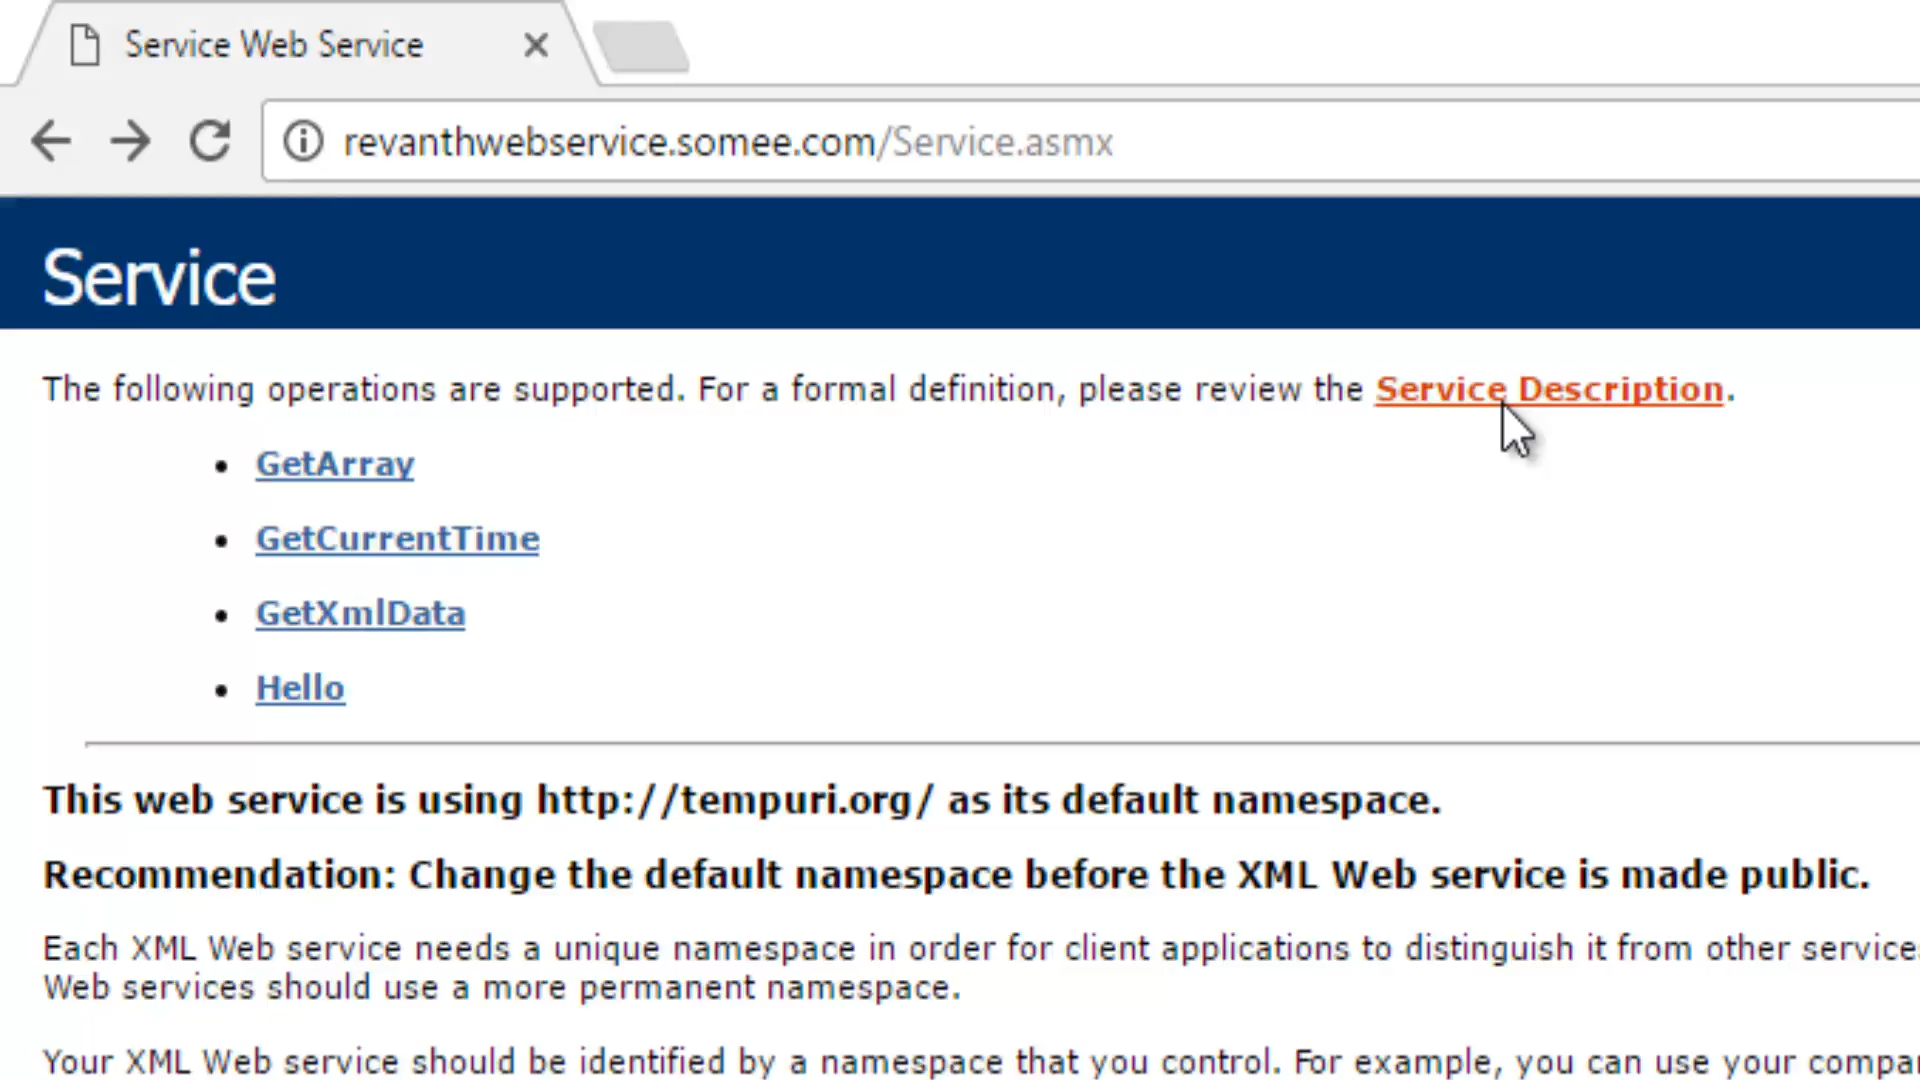 Service Web Service
revanthwebservice.somee.com/Service.asmx
Service
The following operations are supported. For a formal definition, please review the Service Description.
GetArray
GetCurrentTime
GetXmlData
Hello
This web service is using http://tempuri.org/ as its default namespace.
Recommendation: Change the default namespace before the XML Web service is made public.
Each XML Web service needs a unique namespace in order for client applications to distinguish it from other
Web services should use a more permanent namespace.
Your XML Web service should be identified by a namespace that you control. For example, you can use your